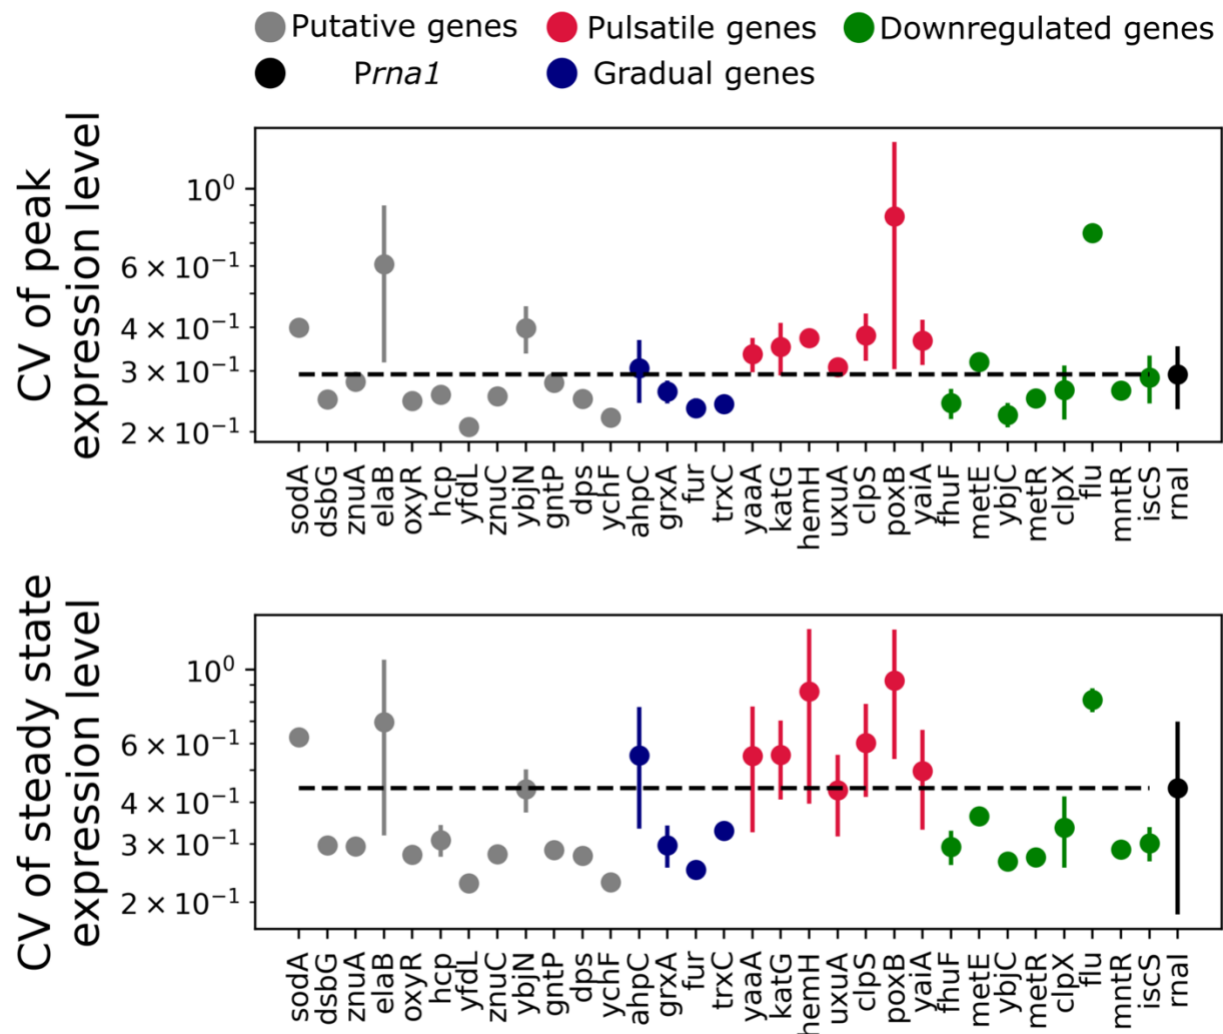 Putative genes Pulsatile genes Downregulated genes
Prna1 Gradual genes
CV of peak
expression level
10⁰
6 × 10⁻¹
4 × 10⁻¹
3 × 10⁻¹
2 × 10⁻¹
sodA dsbG znuA elaB oxyR hcp yfdL znuC ybjN gntP dps ychF ahpC grxA fur trxC yaaA katG hemH uxuA clpS poxB yaiA fhuF metE ybjC metR clpX flu mntR iscS rnaI
CV of steady state
expression level
10⁰
6 × 10⁻¹
4 × 10⁻¹
3 × 10⁻¹
2 × 10⁻¹
sodA dsbG znuA elaB oxyR hcp yfdL znuC ybjN gntP dps ychF ahpC grxA fur trxC yaaA katG hemH uxuA clpS poxB yaiA fhuF metE ybjC metR clpX flu mntR iscS rnaI